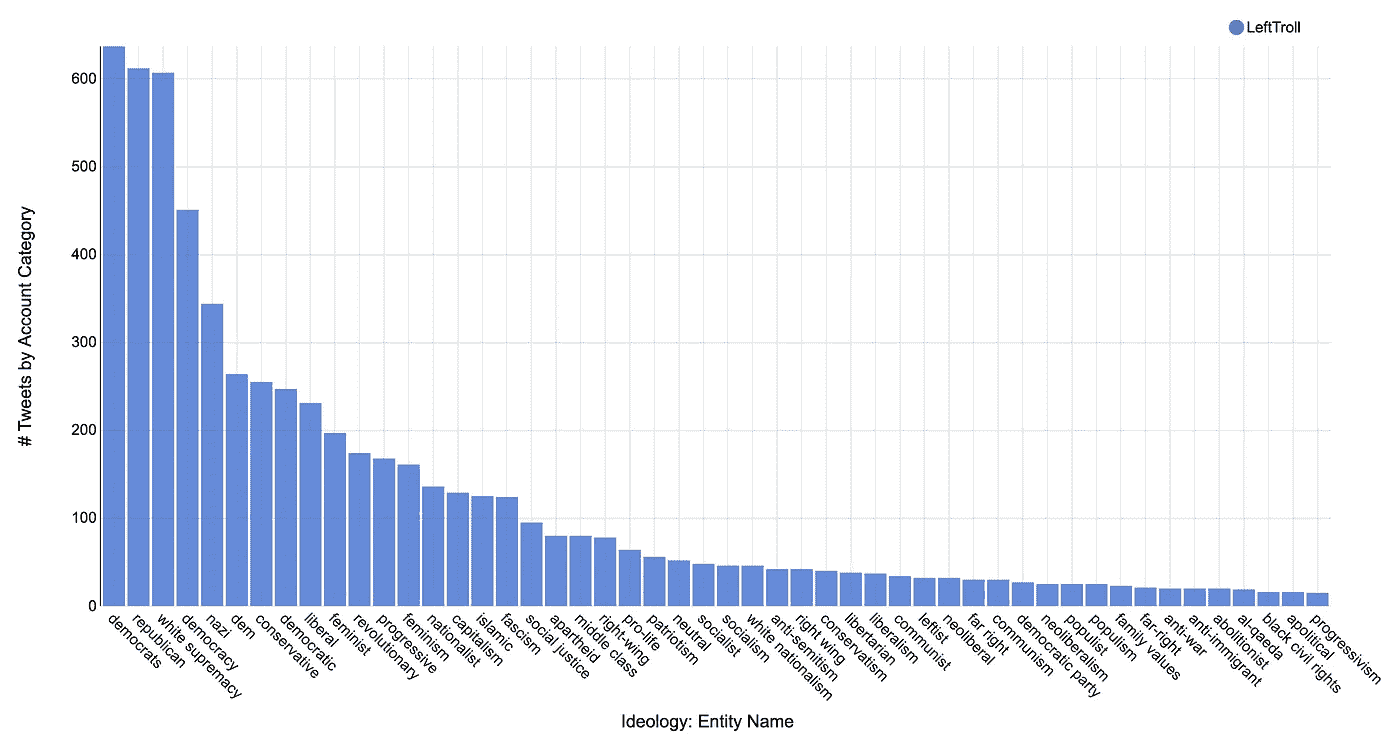 LeftTroll
# Tweets by Account Category
600
500
400
300
200
100
0
democrats
republican
white supremacy
democracy
nazi
dem
conservative
democratic
liberal
feminist
revolutionary
progressive
feminism
nationalist
capitalism
islamic
fascism
social justice
apartheid
middle class
right-wing
pro-life
patriotism
neutral
socialist
socialism
white nationalism
anti-semitism
right wing
conservatism
libertarian
liberalism
communist
leftist
neoliberal
far right
communism
democratic party
neoliberalism
populist
populism
family values
far-right
anti-war
anti-immigrant
abolitionist
al-qaeda
black civil rights
apolitical
progressivism
Ideology: Entity Name